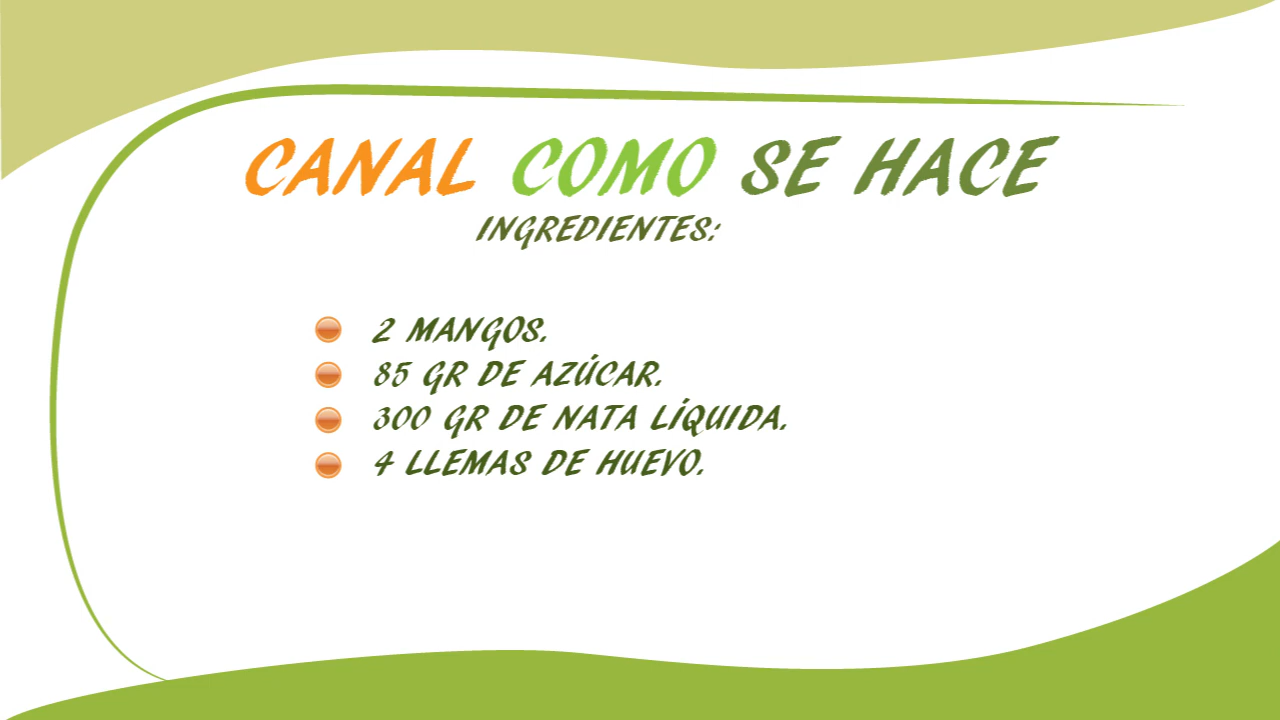 CANAL COMO SE HACE
INGREDIENTES:
2 MANGOS.
85 GR DE AZÚCAR.
300 GR DE NATA LÍQUIDA.
4 LLEMAS DE HUEVO.